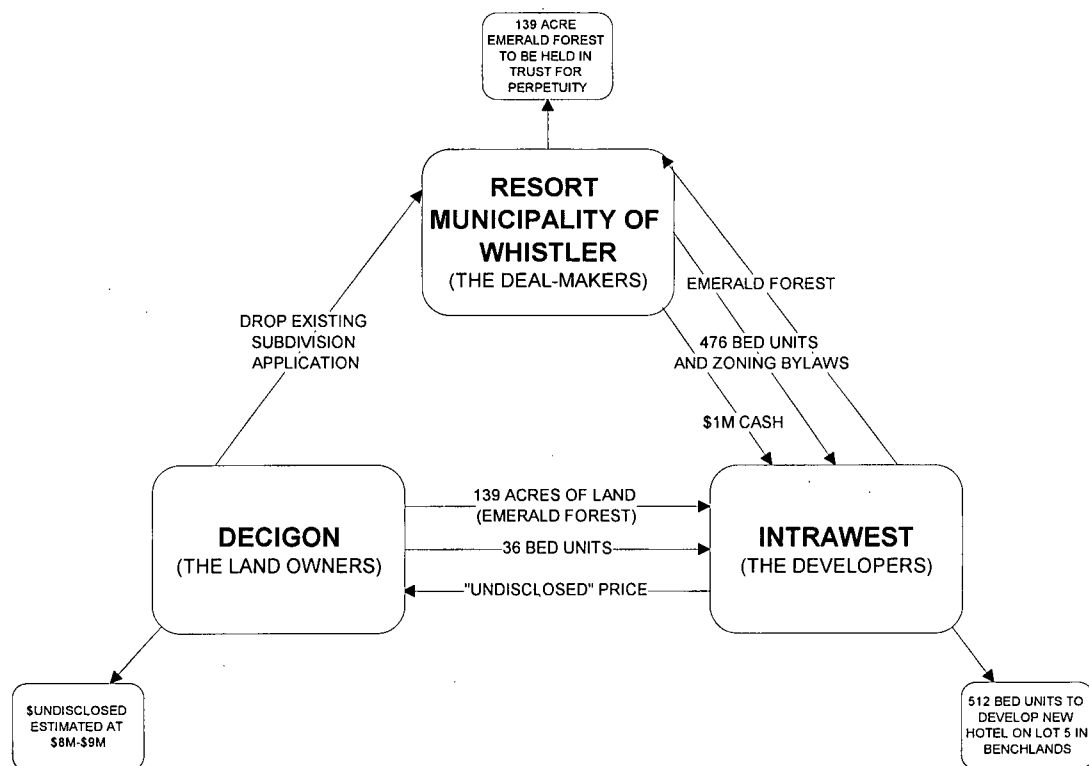 139 ACRE
EMERALD FOREST
TO BE HELD IN
TRUST FOR
PERPETUITY
RESORT
MUNICIPALITY OF
WHISTLER
(THE DEAL-MAKERS)
EMERALD FOREST
DROP EXISTING
SUBDIVISION
APPLICATION
476 BED UNITS
AND ZONING BYLAWS
$1M CASH
DECIGON
(THE LAND OWNERS)
139 ACRES OF LAND
(EMERALD FOREST)
36 BED UNITS
"UNDISCLOSED" PRICE
INTRAWEST
(THE DEVELOPERS)
$UNDISCLOSED
ESTIMATED AT
$8M-$9M
512 BED UNITS TO
DEVELOP NEW
HOTEL ON LOT 5 IN
BENCHLANDS